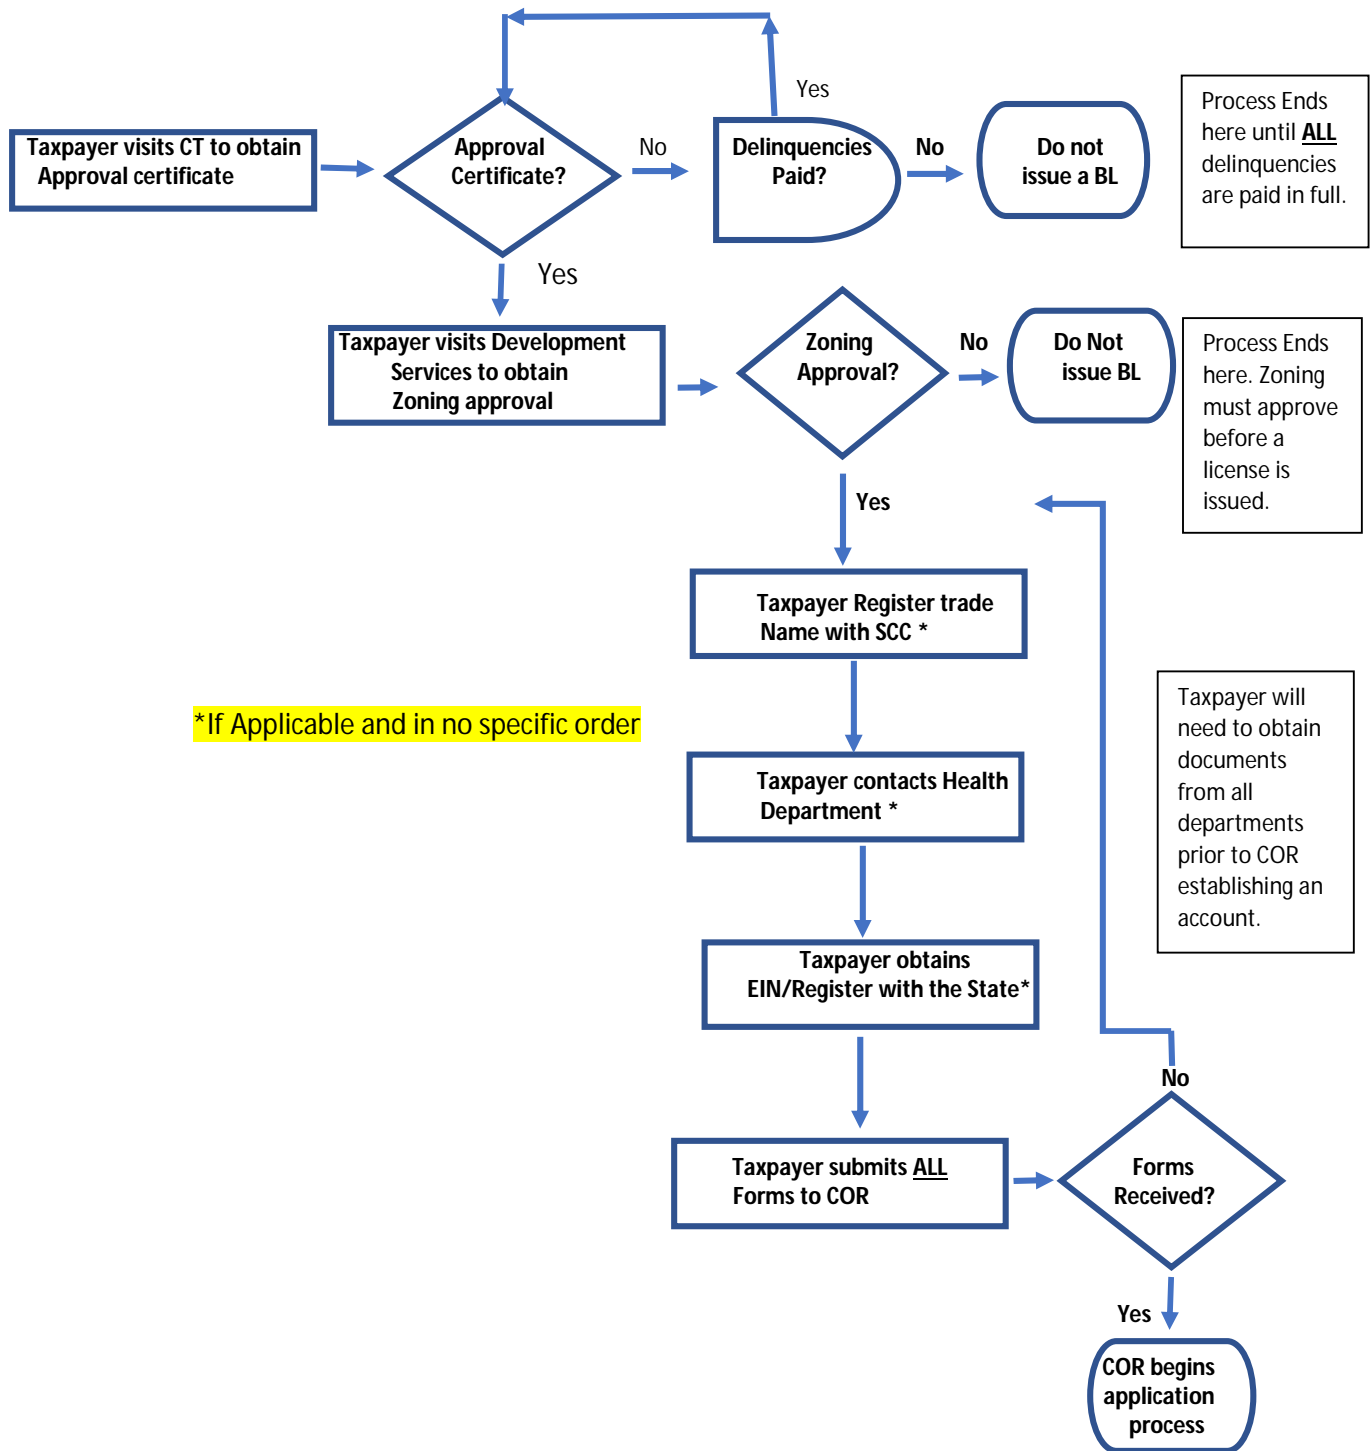 Yes
Taxpayer visits CT to obtain
Approval certificate
Approval
Certificate?
No
Delinquencies
Paid?
No
Do not
issue a BL
Process Ends
here until ALL
delinquencies
are paid in full.
Yes
Taxpayer visits Development
Services to obtain
Zoning approval
Zoning
Approval?
No
Do Not
issue BL
Process Ends
here. Zoning
must approve
before a
license is
issued.
Yes
Taxpayer Register trade
Name with SCC *
*If Applicable and in no specific order
Taxpayer contacts Health
Department *
Taxpayer will
need to obtain
documents
from all
departments
prior to COR
establishing an
account.
Taxpayer obtains
EIN/Register with the State*
No
Taxpayer submits ALL
Forms to COR
Forms
Received?
Yes
COR begins
application
process